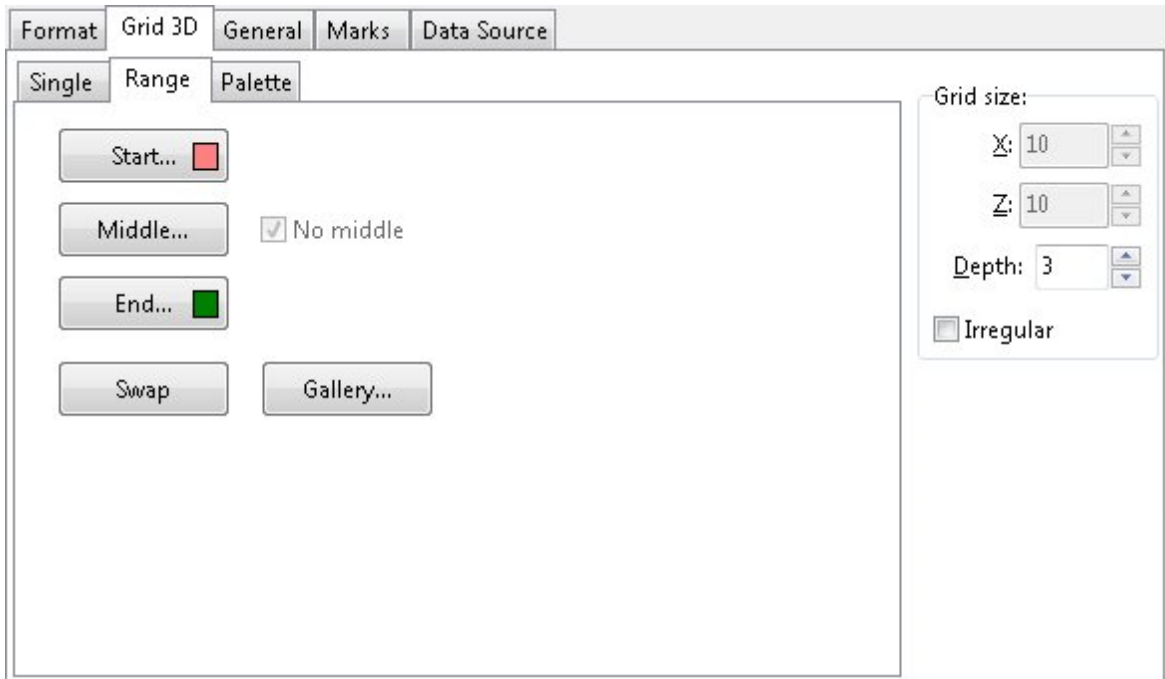 Format Grid 3D General Marks Data Source
Single Range Palette
Start...
Middle... No middle
End...
Swap Gallery...
Grid size:
X: 10
Z: 10
Depth: 3
Irregular